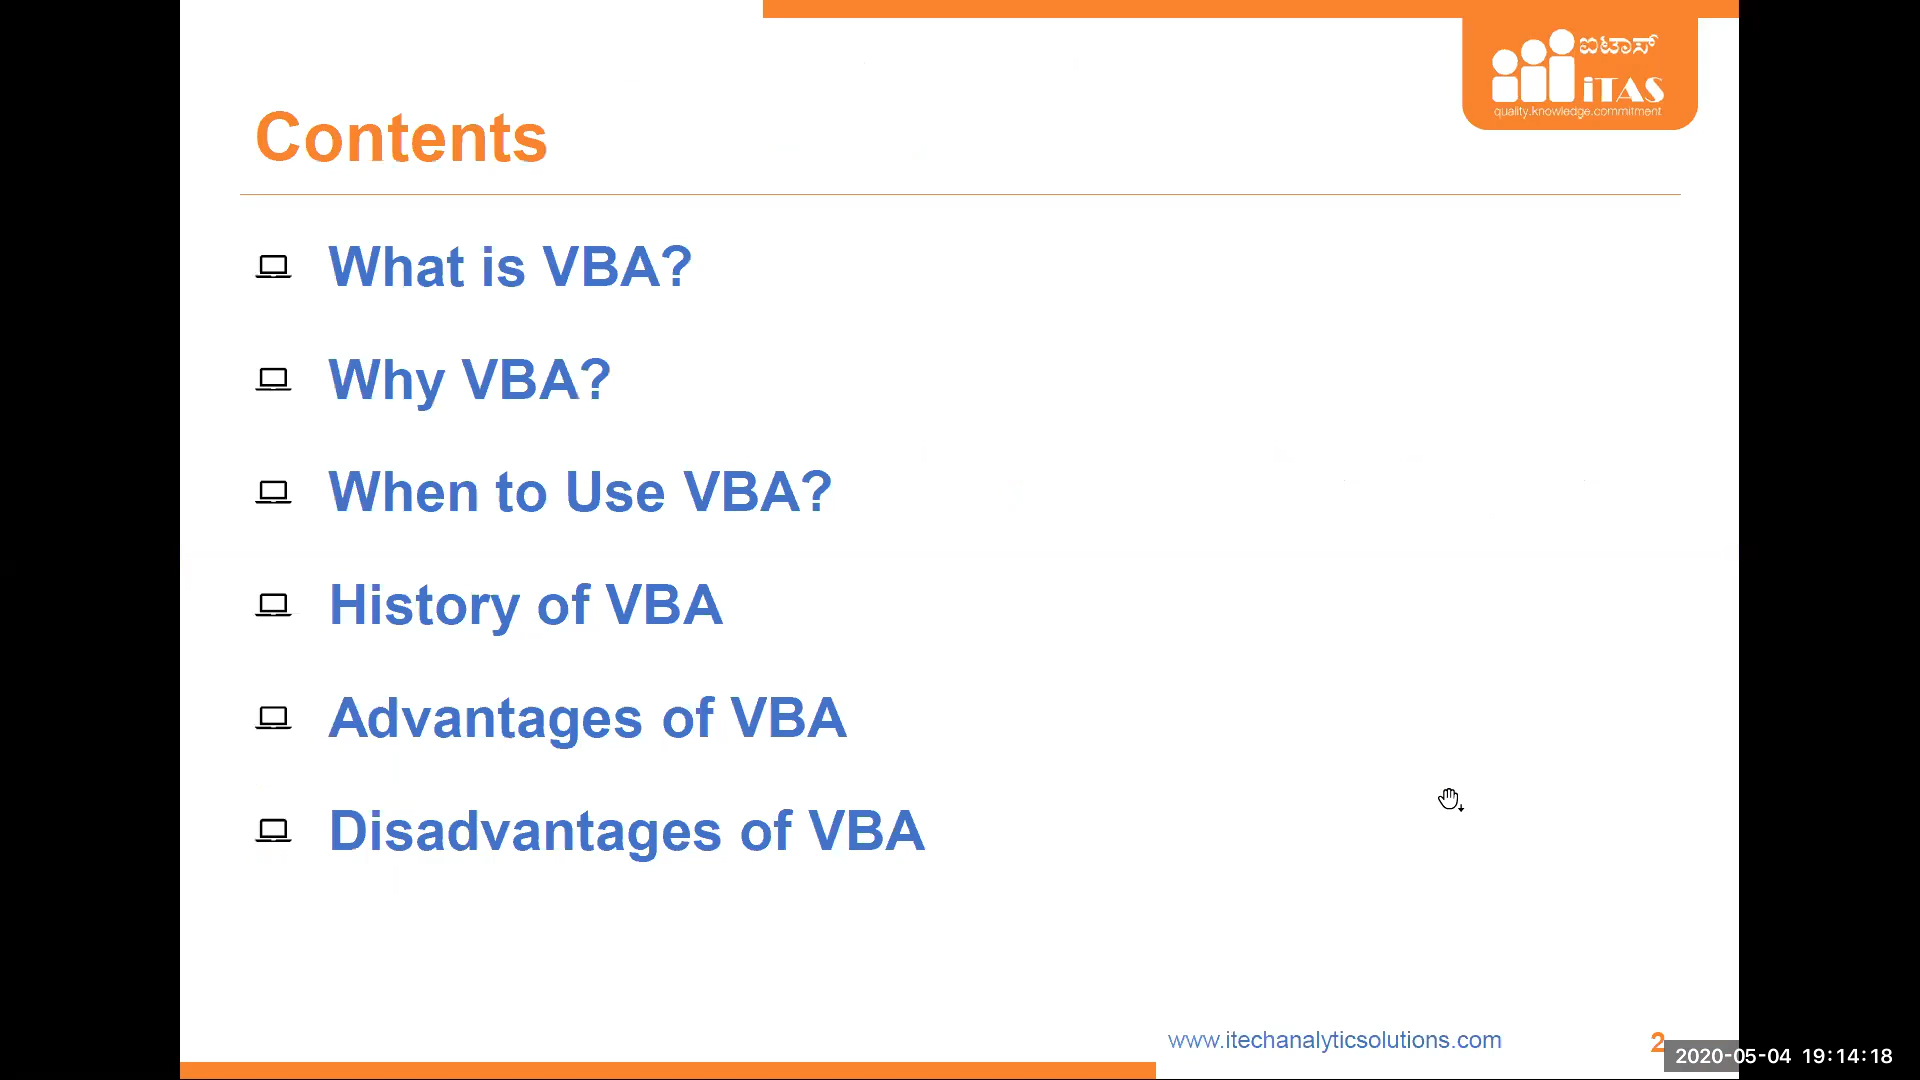 ಐಟಾಸ್
iTAS
quality.knowledge.commitment
Contents
What is VBA?
Why VBA?
When to Use VBA?
History of VBA
Advantages of VBA
Disadvantages of VBA
www.itechanalyticsolutions.com
2
2020-05-04 19:14:18